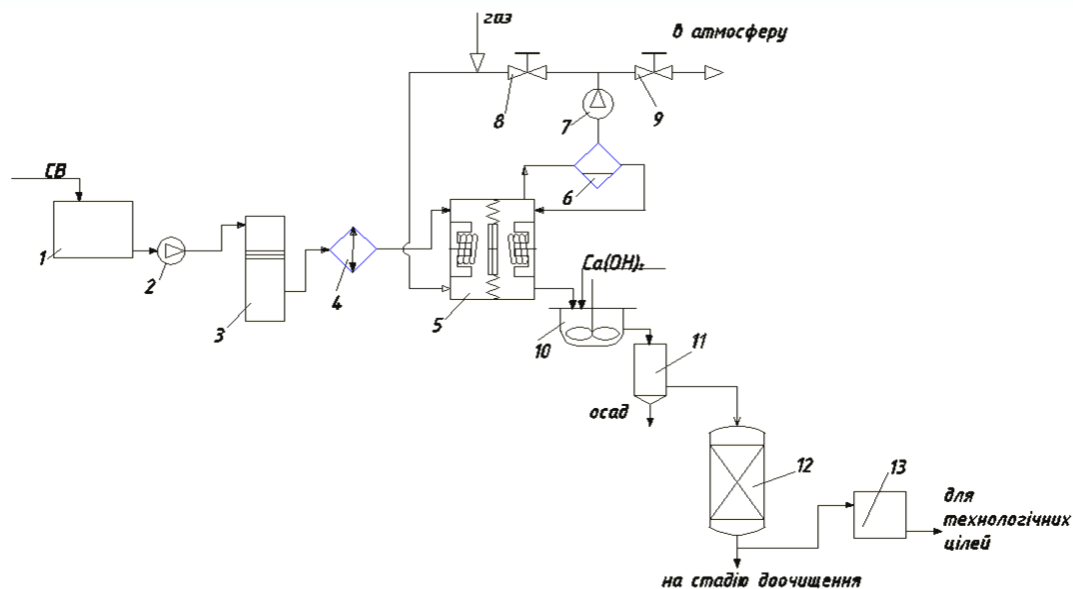 газ
в атмосферу
8
7
9
СВ
6
1
2
3
4
5
Ca(OH)₂
10
11
осад
12
13
для
технологічних
цілей
на стадію доочищення